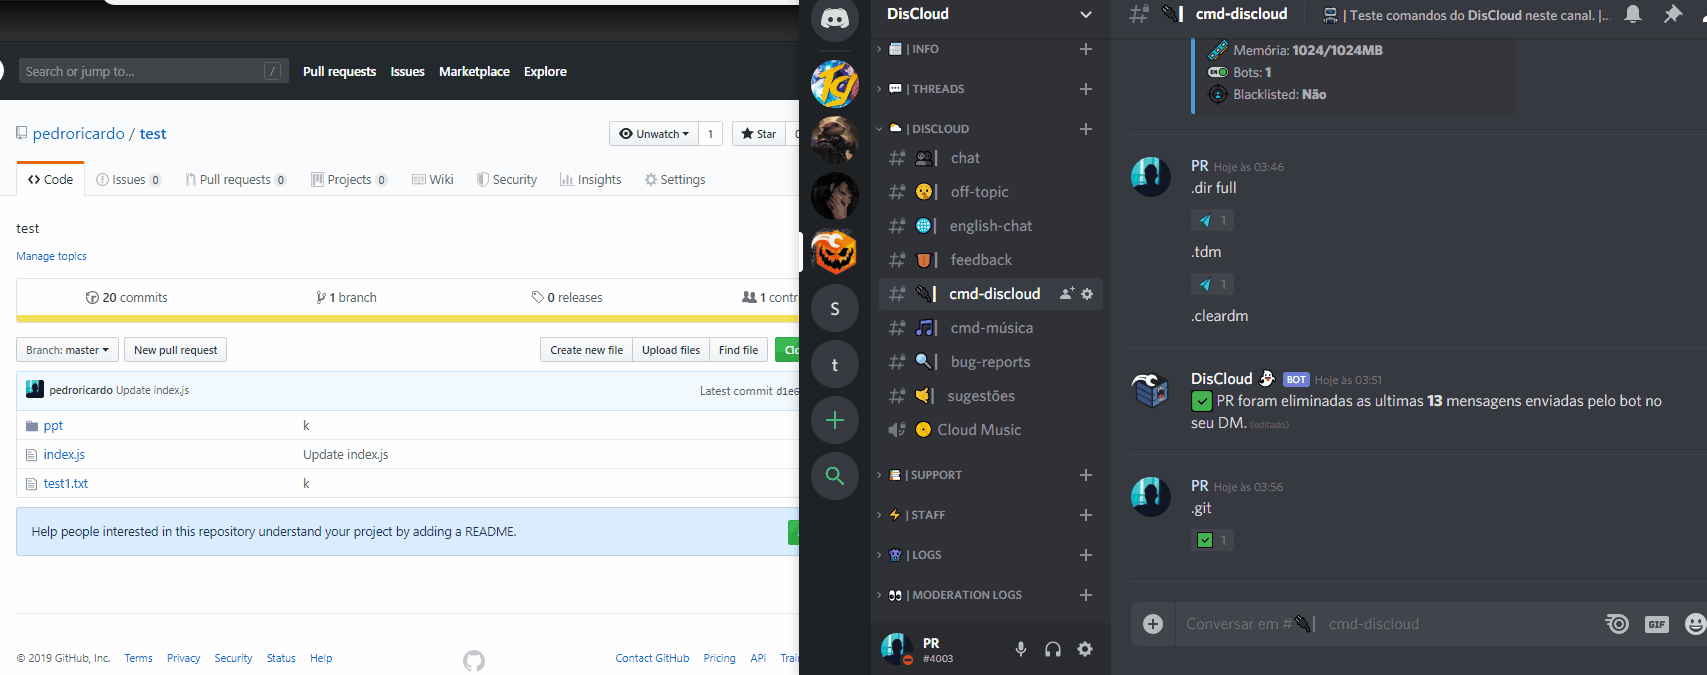 Search or jump to... /
Pull requests Issues Marketplace Explore
pedroricardo / test
Unwatch 1 Star
Code Issues 0 Pull requests 0 Projects 0 Wiki Security Insights Settings
test
Manage topics
20 commits 1 branch 0 releases 1 contri
Branch: master New pull request Create new file Upload files Find file Clo
pedroricardo Update index.js Latest commit d1e6
ppt k
index.js Update index.js
test1.txt k
Help people interested in this repository understand your project by adding a README.
© 2019 GitHub, Inc. Terms Privacy Security Status Help Contact GitHub Pricing API Trai
S
t
DisCloud
| INFO
| THREADS
| DISCLOUD
| chat
| off-topic
| english-chat
| feedback
| cmd-discloud
| cmd-música
| bug-reports
| sugestões
Cloud Music
| SUPPORT
| STAFF
| LOGS
| MODERATION LOGS
PR
#4003
| cmd-discloud | Teste comandos do DisCloud neste canal. |...
Memória: 1024/1024MB
ON Bots: 1
Blacklisted: Não
PR Hoje às 03:46
.dir full
1
.tdm
1
.cleardm
DisCloud BOT Hoje às 03:51
PR foram eliminadas as ultimas 13 mensagens enviadas pelo bot no
seu DM. (editado)
PR Hoje às 03:56
.git
1
Conversar em # | cmd-discloud GIF